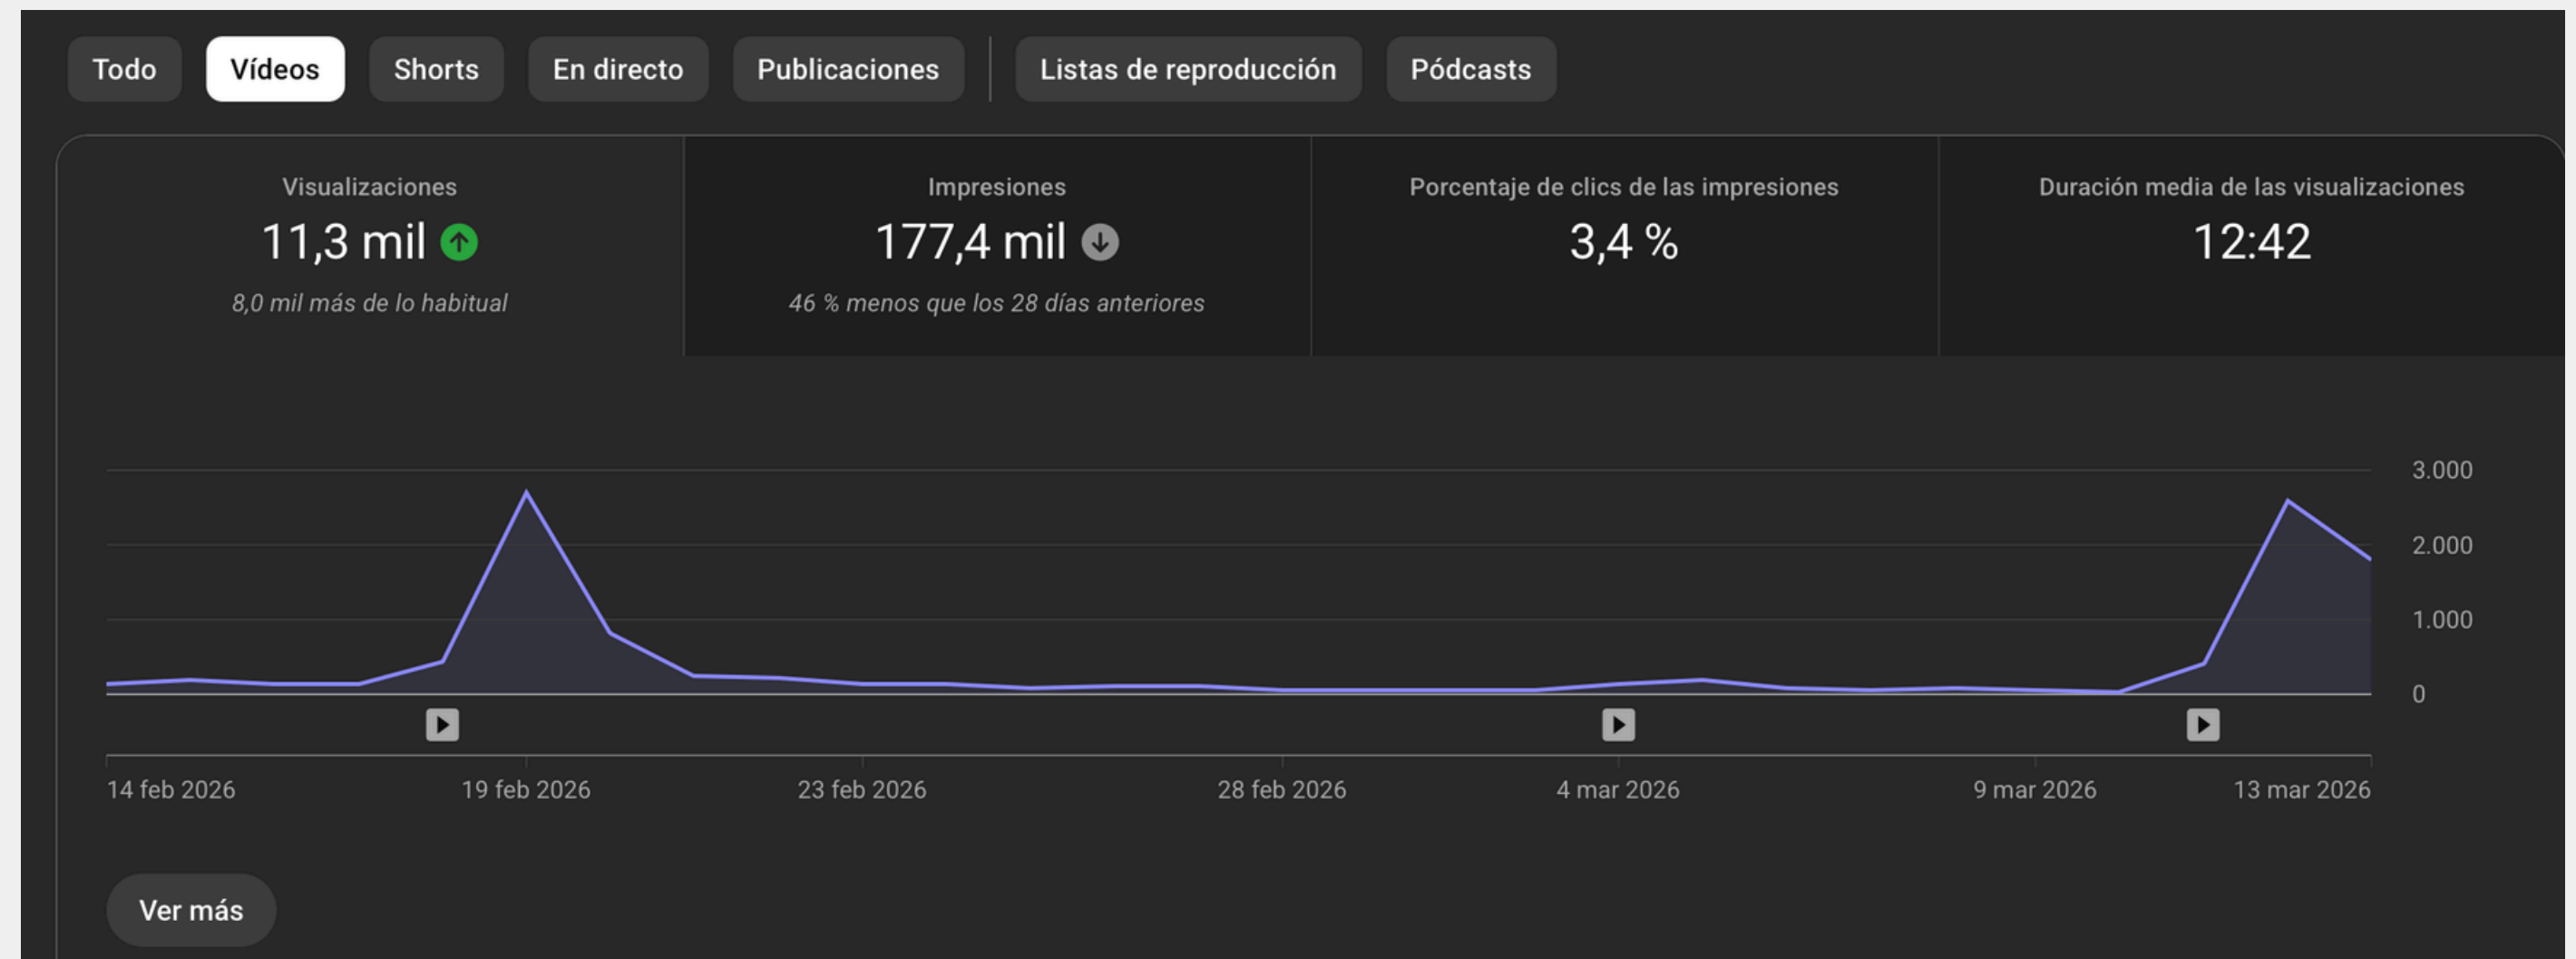 Todo Vídeos Shorts En directo Publicaciones Listas de reproducción Pódcasts
Visualizaciones
11,3 mil
8,0 mil más de lo habitual
Impresiones
177,4 mil
46 % menos que los 28 días anteriores
Porcentaje de clics de las impresiones
3,4 %
Duración media de las visualizaciones
12:42
3.000
2.000
1.000
0
14 feb 2026 19 feb 2026 23 feb 2026 28 feb 2026 4 mar 2026 9 mar 2026 13 mar 2026
Ver más